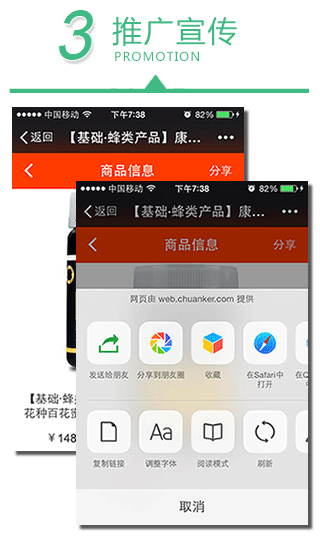 3 推广宣传
PROMOTION
中国移动 下午7:38 82%
返回 【基础·蜂类产品】康...
商品信息 分享
中国移动 下午7:38 82%
返回 【基础·蜂类产品】康...
商品信息 分享
网页由 web.chuanker.com 提供
发送给朋友 分享到朋友圈 收藏 在Safari中打开
复制链接 调整字体 阅读模式 刷新
Aa
取消
【基础·蜂
花种百花蜜
¥148